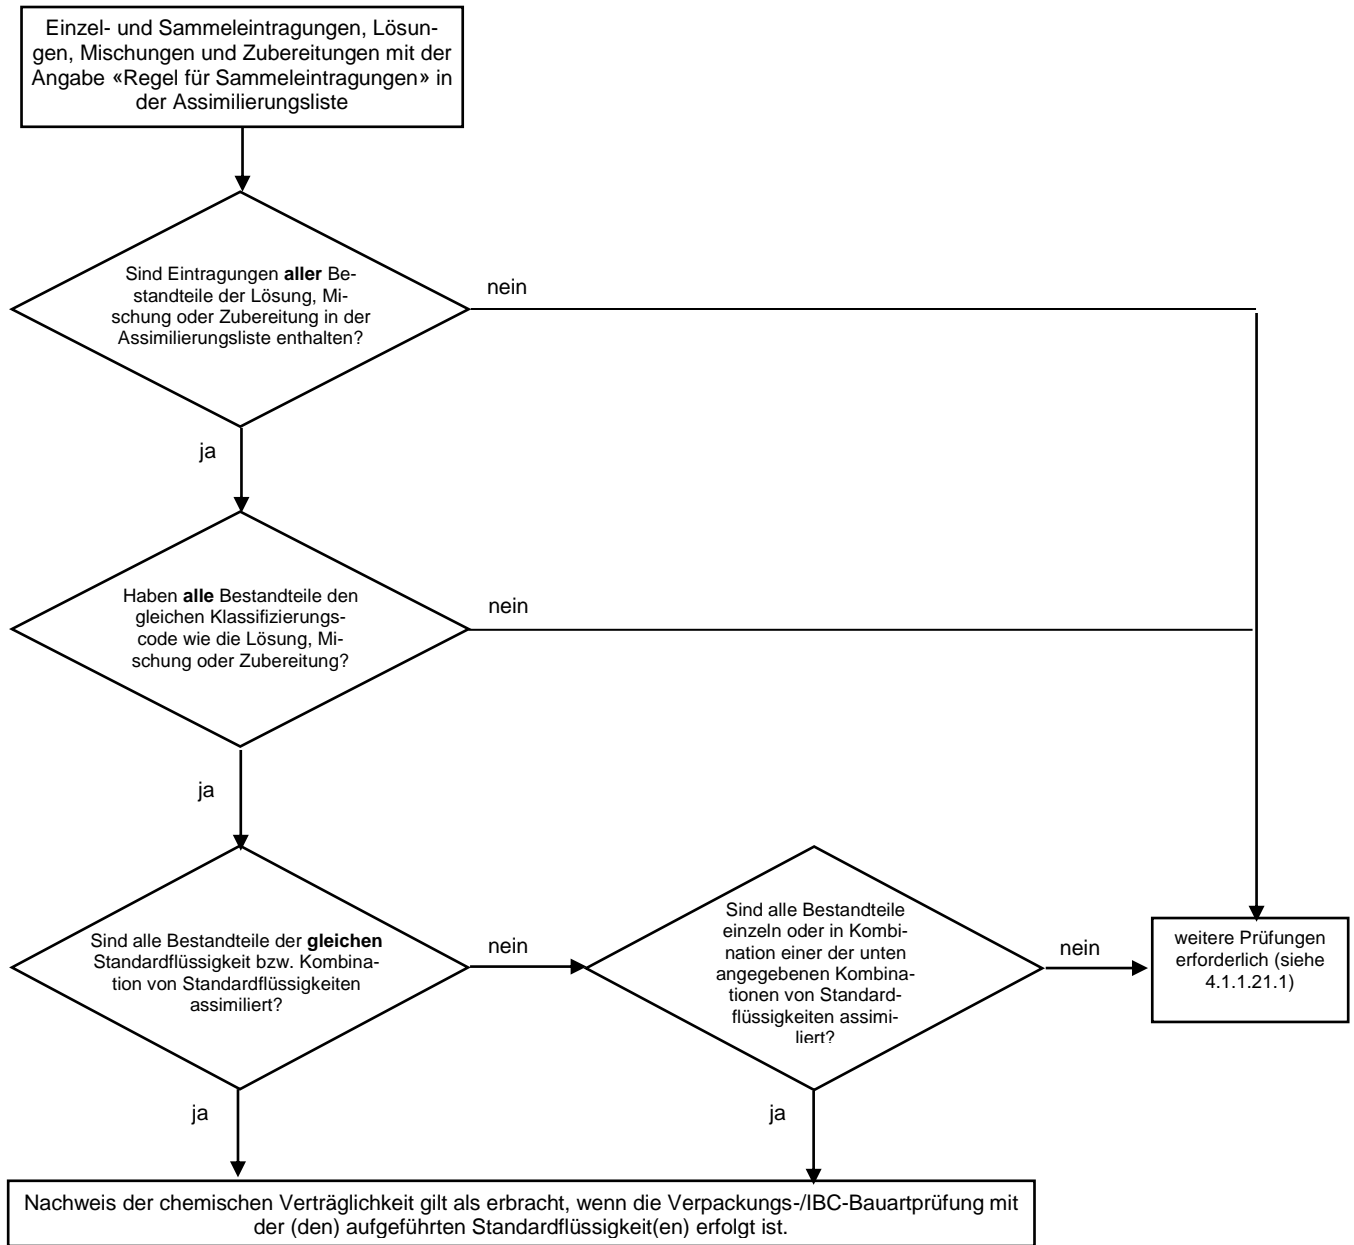 Einzel- und Sammeleintragungen, Lösun-
gen, Mischungen und Zubereitungen mit der
Angabe «Regel für Sammeleintragungen» in
der Assimilierungsliste
Sind Eintragungen aller Be-
standteile der Lösung, Mi-
schung oder Zubereitung in der
Assimilierungsliste enthalten?
nein
ja
Haben alle Bestandteile den
gleichen Klassifizierungs-
code wie die Lösung, Mi-
schung oder Zubereitung?
nein
ja
Sind alle Bestandteile der gleichen
Standardflüssigkeit bzw. Kombina-
tion von Standardflüssigkeiten
assimiliert?
nein
Sind alle Bestandteile
einzeln oder in Kombi-
nation einer der unten
angegebenen Kombina-
tionen von Standard-
flüssigkeiten assimi-
liert?
nein
weitere Prüfungen
erforderlich (siehe
4.1.1.21.1)
ja
ja
Nachweis der chemischen Verträglichkeit gilt als erbracht, wenn die Verpackungs-/IBC-Bauartprüfung mit
der (den) aufgeführten Standardflüssigkeit(en) erfolgt ist.